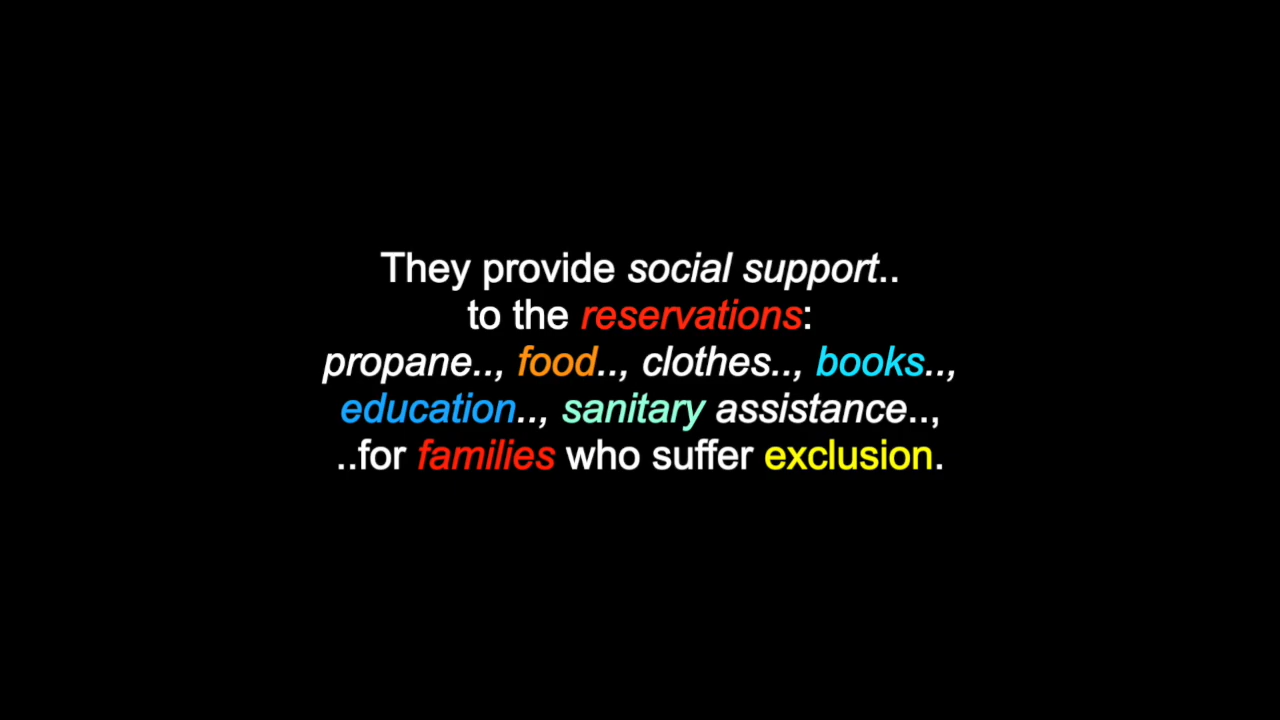 They provide social support..
to the reservations:
propane.., food.., clothes.., books..,
education.., sanitary assistance..,
..for families who suffer exclusion.